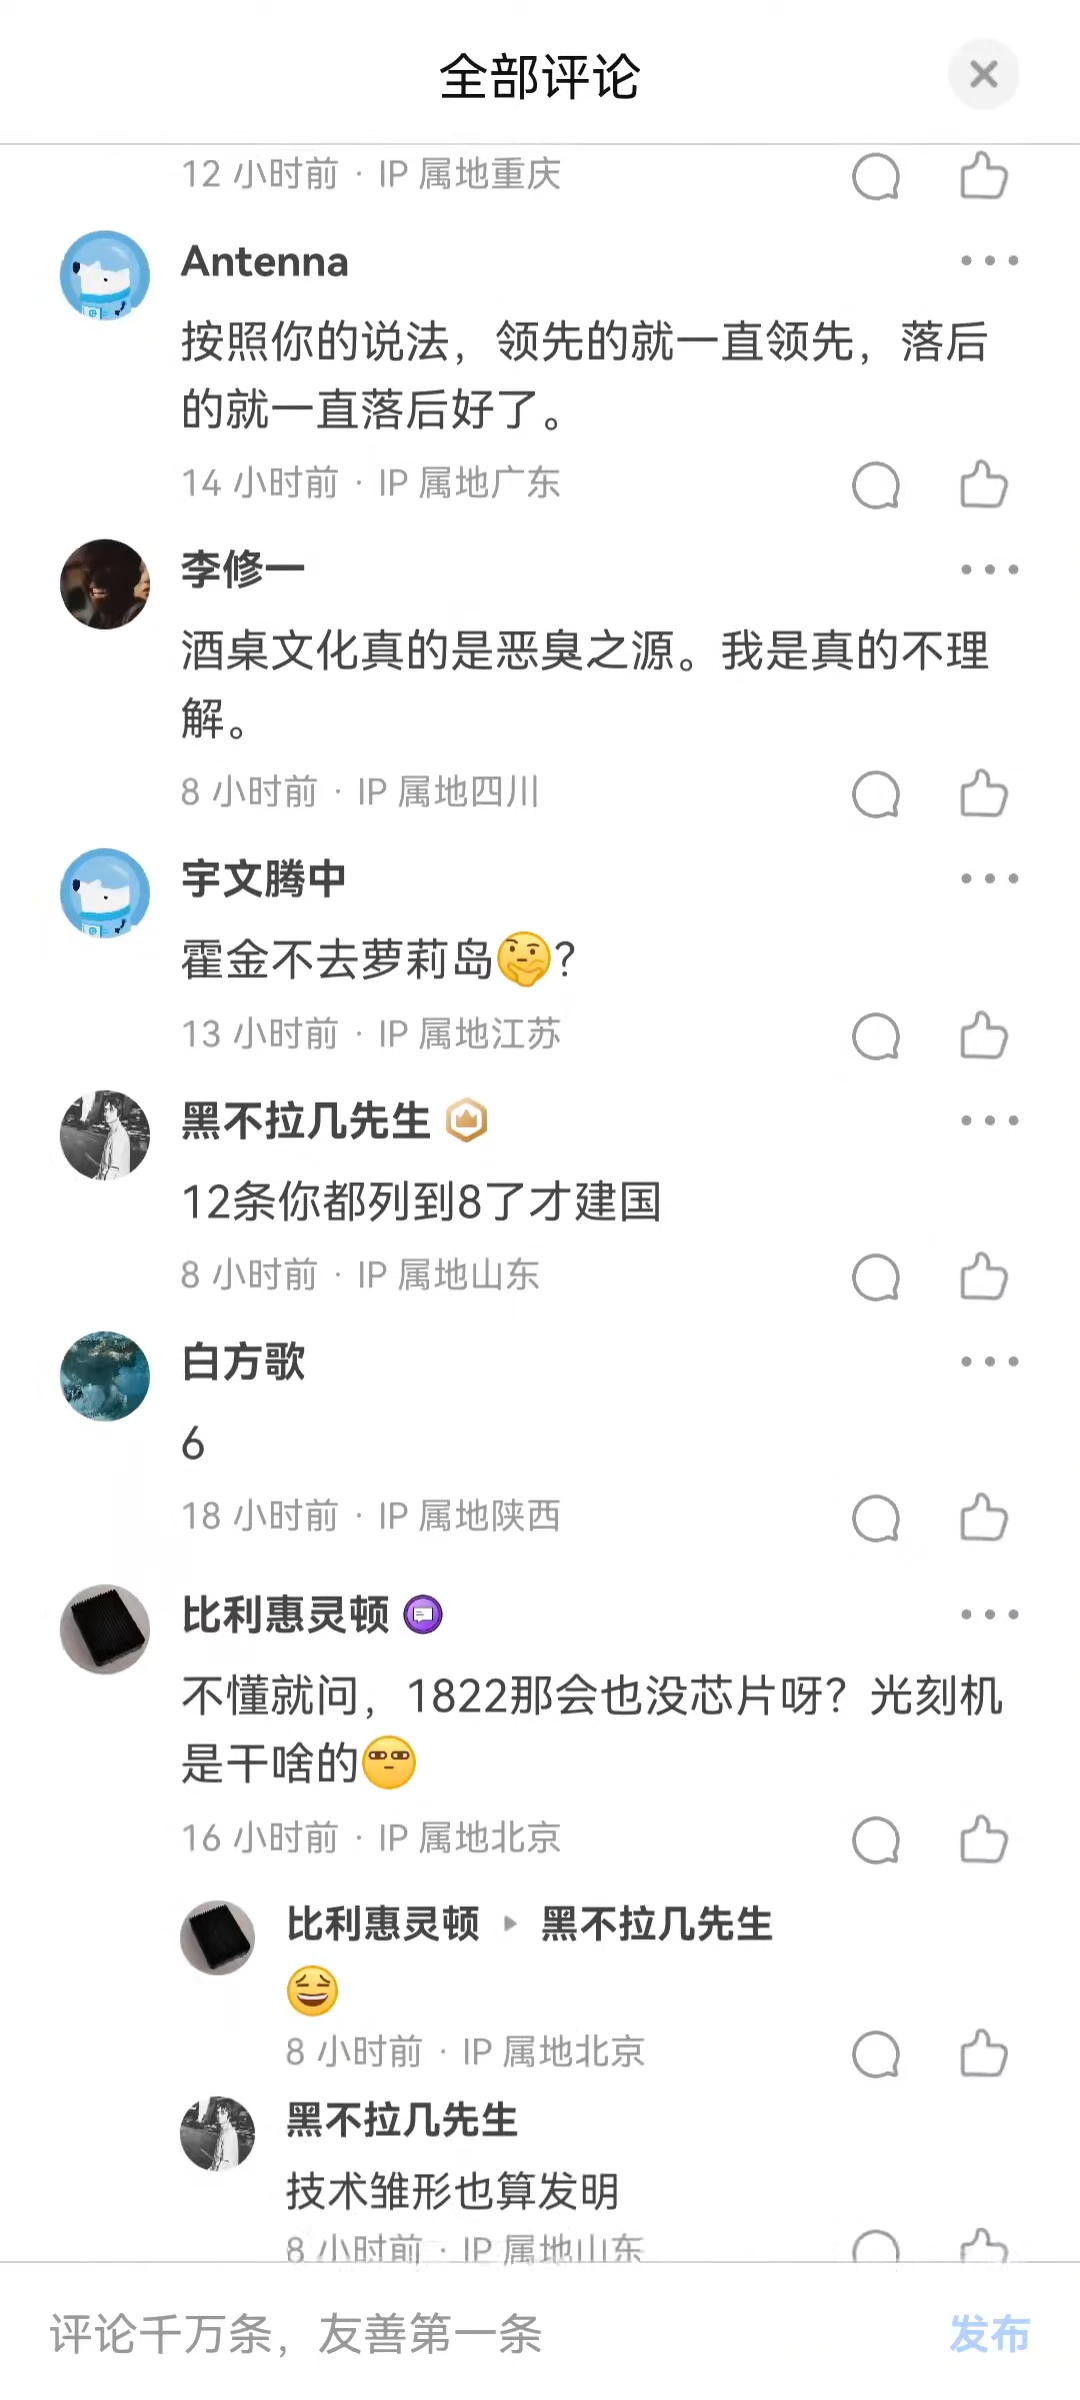 全部评论
12 小时前 · IP 属地重庆
Antenna
按照你的说法，领先的就一直领先，落后
的就一直落后好了。
14 小时前 · IP 属地广东
李修一
酒桌文化真的是恶臭之源。我是真的不理
解。
8 小时前 · IP 属地四川
宇文腾中
霍金不去萝莉岛🤔？
13 小时前 · IP 属地江苏
黑不拉几先生
12条你都列到8了才建国
8 小时前 · IP 属地山东
白方歌
6
18 小时前 · IP 属地陕西
比利惠灵顿
不懂就问，1822那会也没芯片呀？光刻机
是干啥的
16 小时前 · IP 属地北京
比利惠灵顿 ▸ 黑不拉几先生
8 小时前 · IP 属地北京
黑不拉几先生
技术雏形也算发明
8 小时前 · IP 属地山东
评论千万条，友善第一条
发布